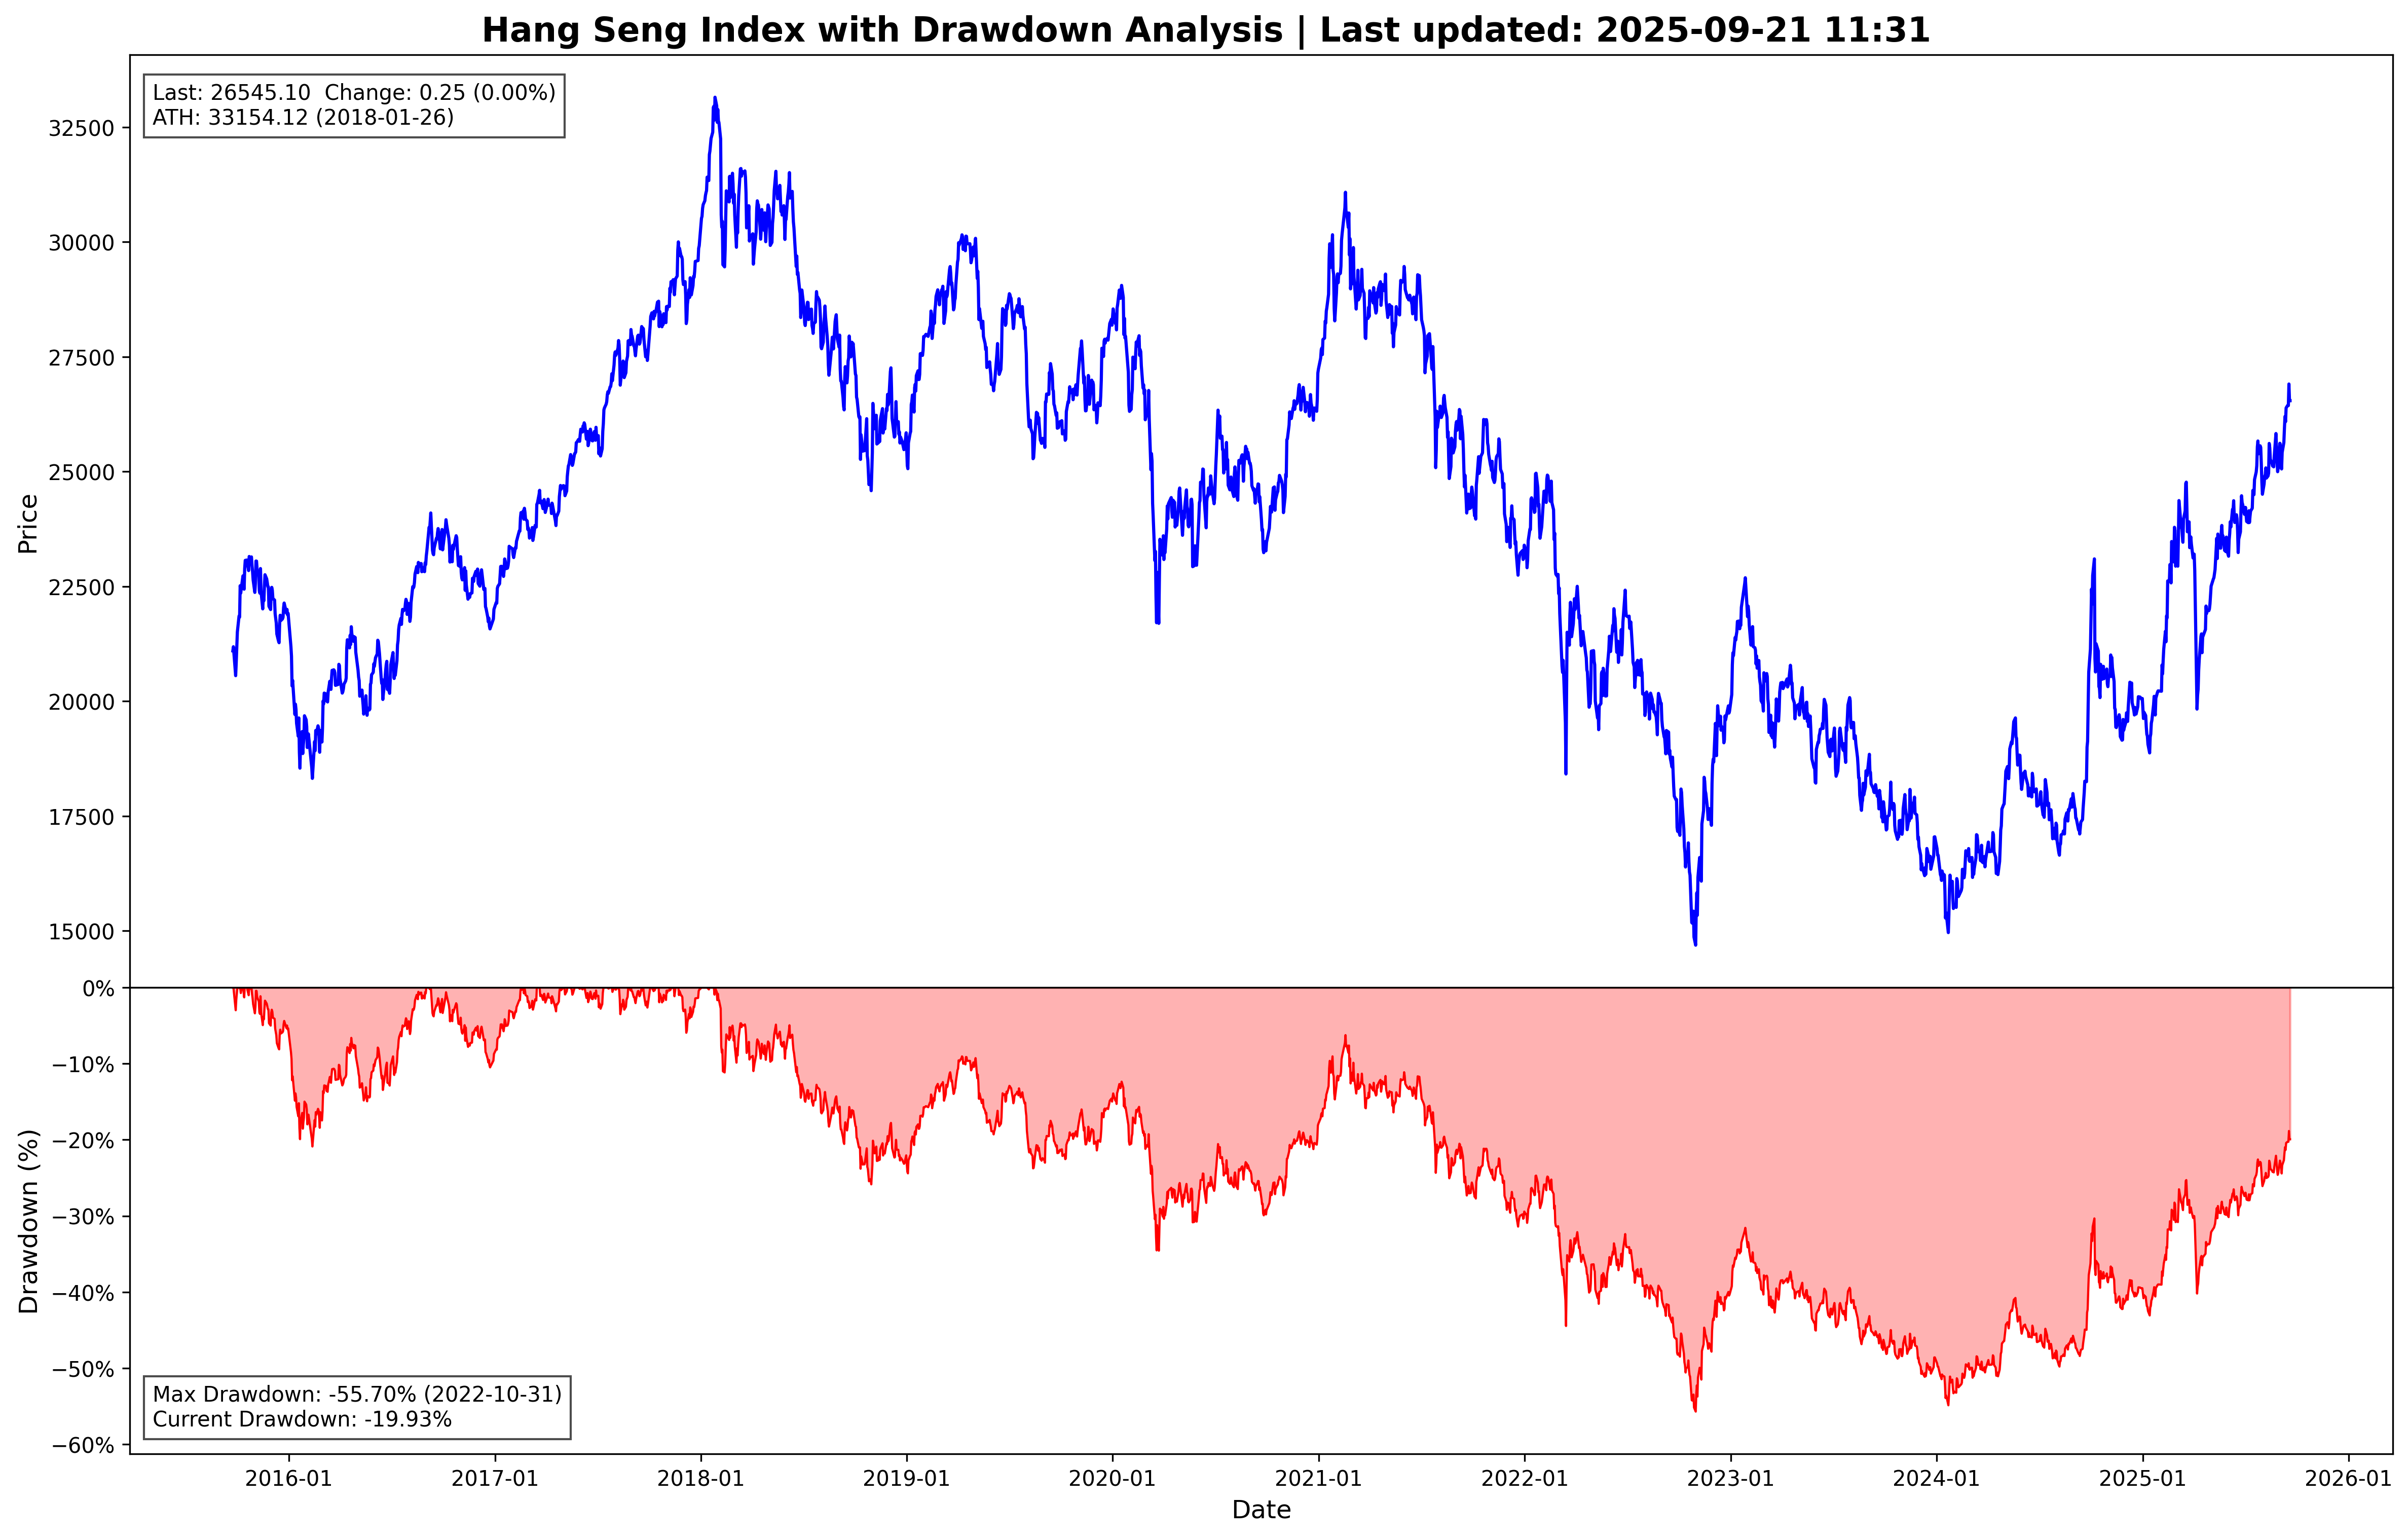 Hang Seng Index with Drawdown Analysis | Last updated: 2025-09-21 11:31
Last: 26545.10  Change: 0.25 (0.00%)
ATH: 33154.12 (2018-01-26)
Price
32500
30000
27500
25000
22500
20000
17500
15000
Drawdown (%)
0%
−10%
−20%
−30%
−40%
−50%
−60%
Max Drawdown: -55.70% (2022-10-31)
Current Drawdown: -19.93%
2016-01 2017-01 2018-01 2019-01 2020-01 2021-01 2022-01 2023-01 2024-01 2025-01 2026-01
Date